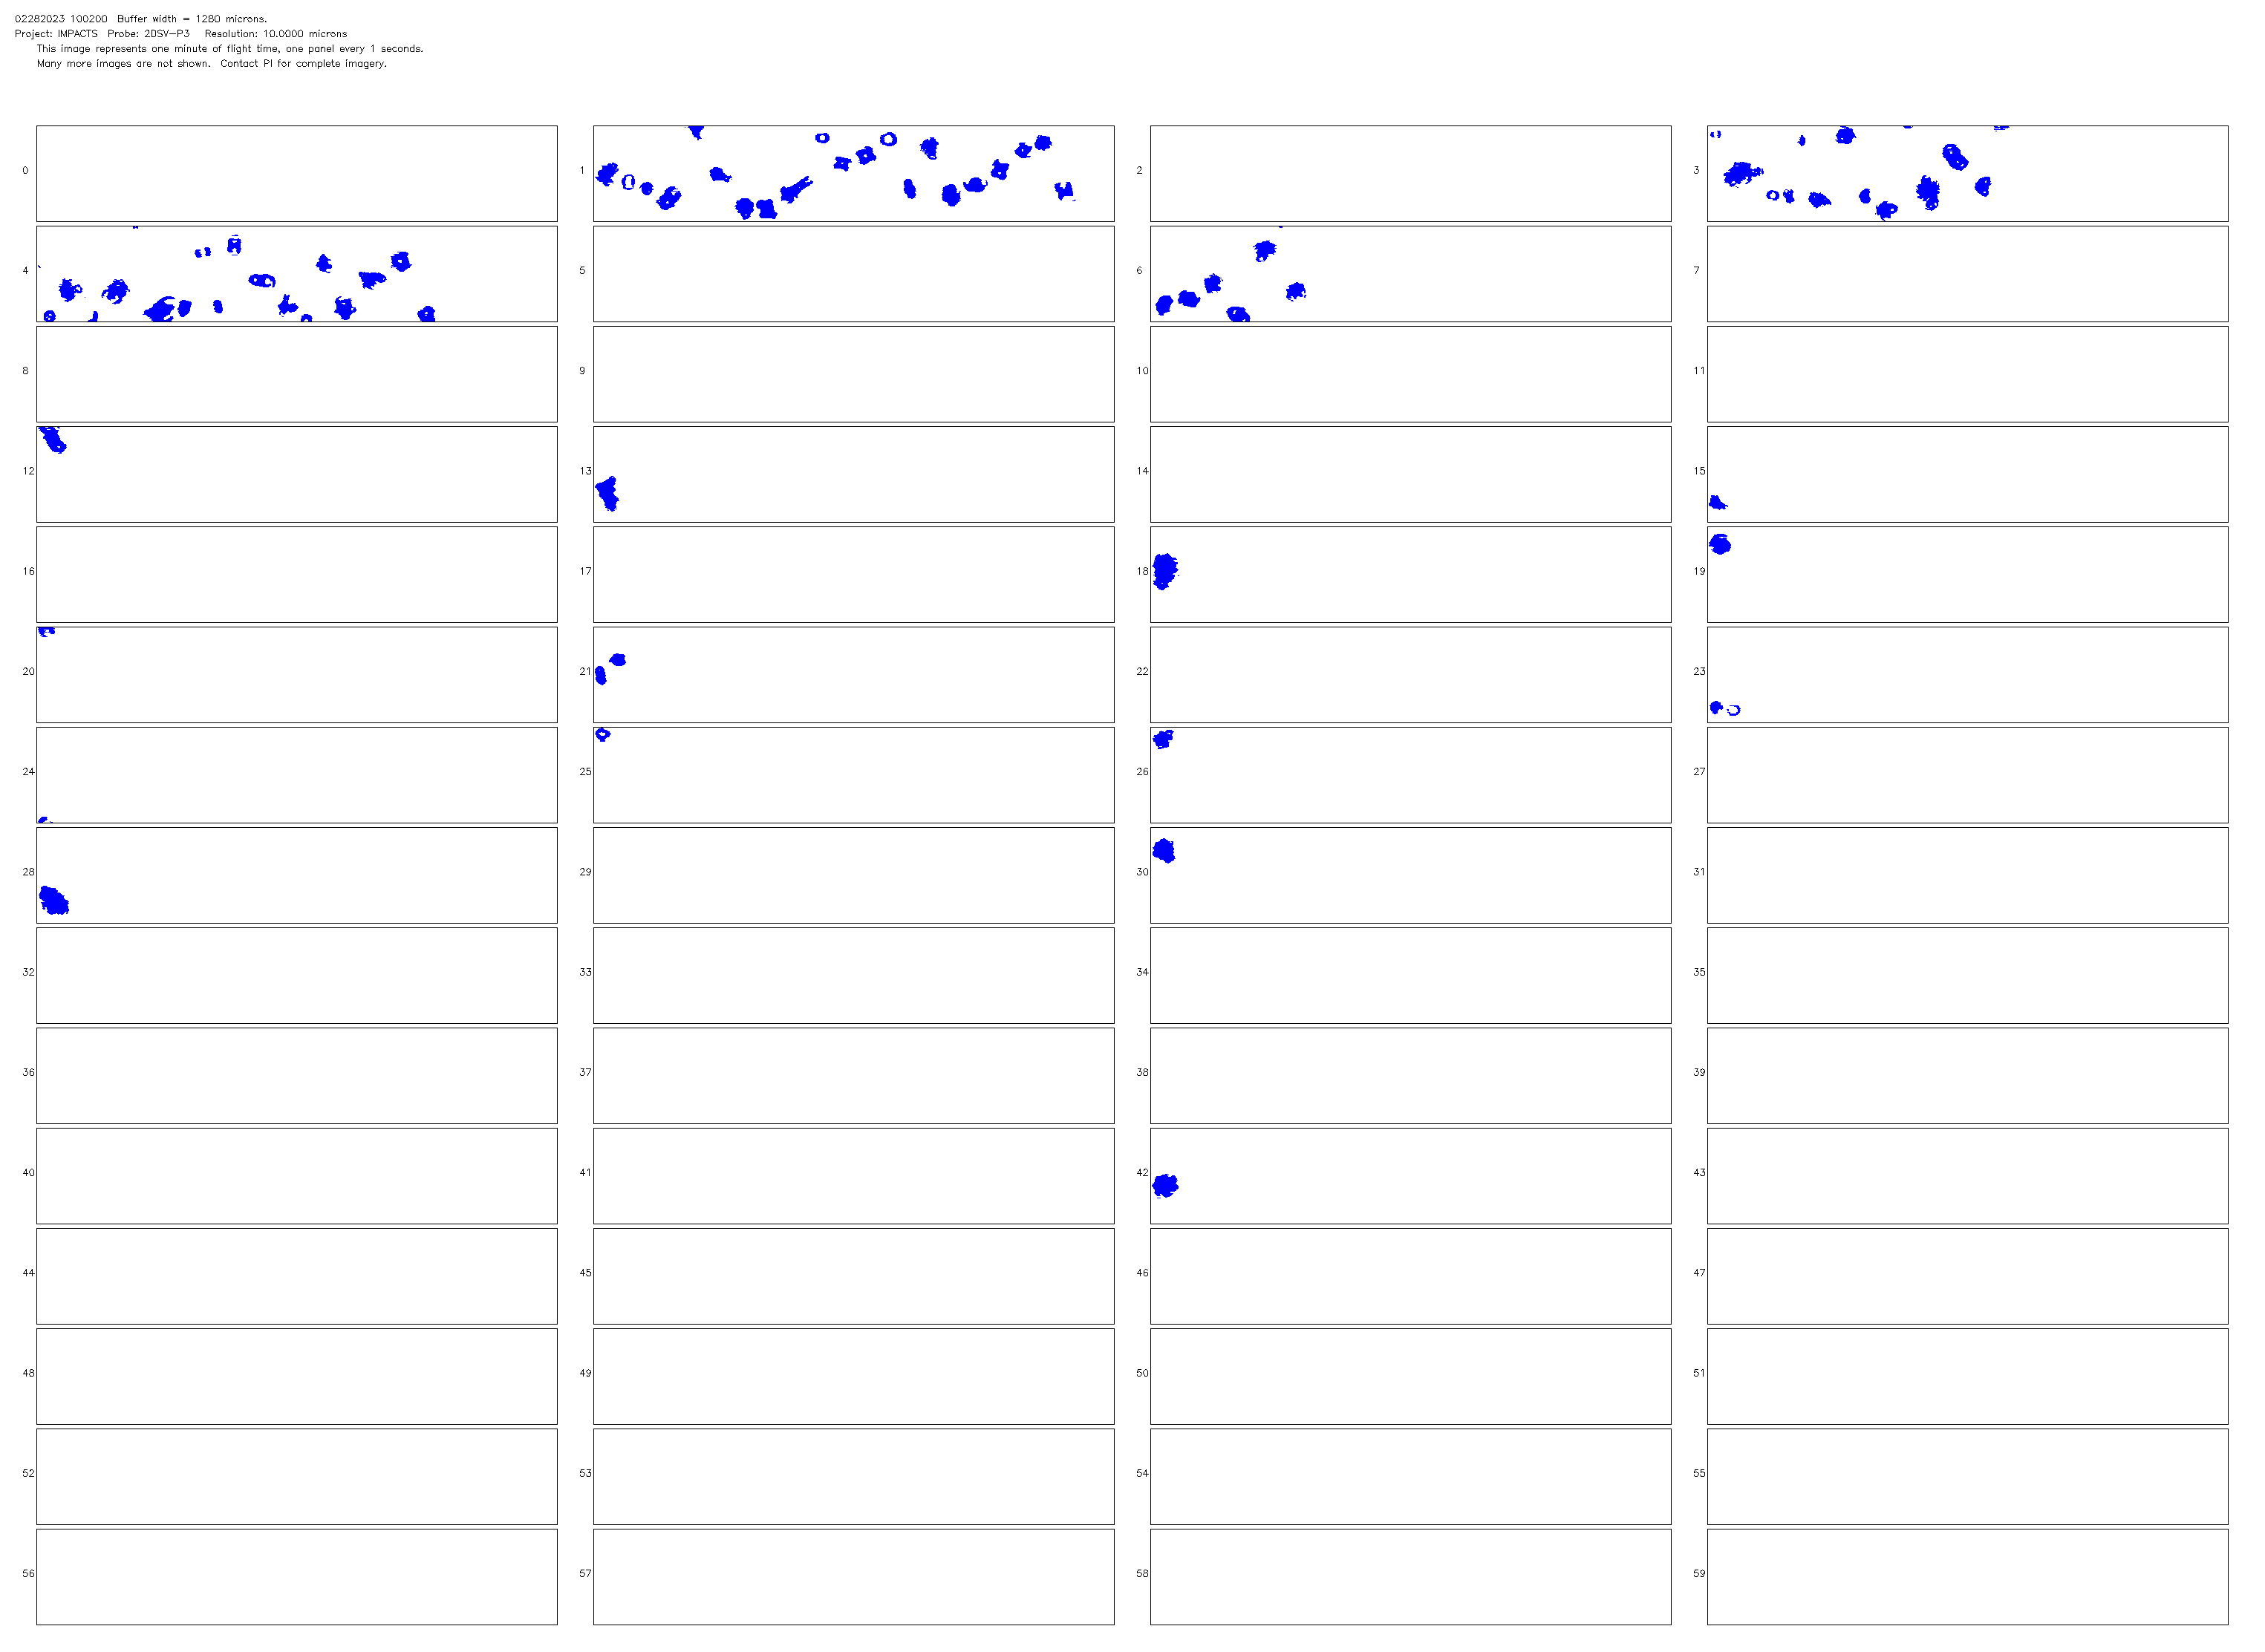 02282023 100200 Buffer width = 1280 microns.
Project: IMPACTS Probe: 2DSV-P3 Resolution: 10.0000 microns
This image represents one minute of flight time, one panel every 1 seconds.
Many more images are not shown. Contact PI for complete imagery.
0 1 2 3
4 5 6 7
8 9 10 11
12 13 14 15
16 17 18 19
20 21 22 23
24 25 26 27
28 29 30 31
32 33 34 35
36 37 38 39
40 41 42 43
44 45 46 47
48 49 50 51
52 53 54 55
56 57 58 59